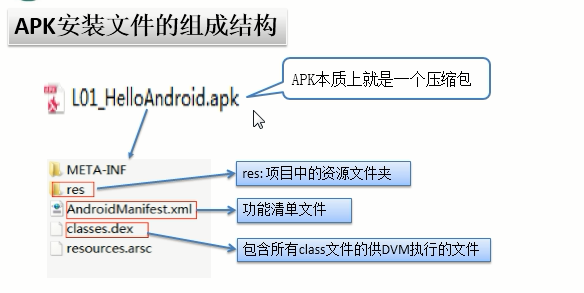 APK安装文件的组成结构
L01_HelloAndroid.apk
APK本质上就是一个压缩包
META-INF
res
res: 项目中的资源文件夹
AndroidManifest.xml
功能清单文件
classes.dex
包含所有class文件的供DVM执行的文件
resources.arsc